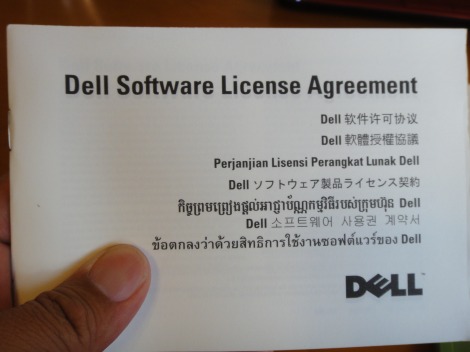 Dell Software License Agreement
Dell 软件许可协议
Dell 軟體授權協議
Perjanjian Lisensi Perangkat Lunak Dell
Dell ソフトウェア製品ライセンス契約
កិច្ចព្រមព្រៀងផ្តល់អាជ្ញាប័ណ្ណកម្មវិធីរបស់ក្រុមហ៊ុន Dell
Dell 소프트웨어 사용권 계약서
ข้อตกลงว่าด้วยสิทธิการใช้งานซอฟต์แวร์ของ Dell
DELL™